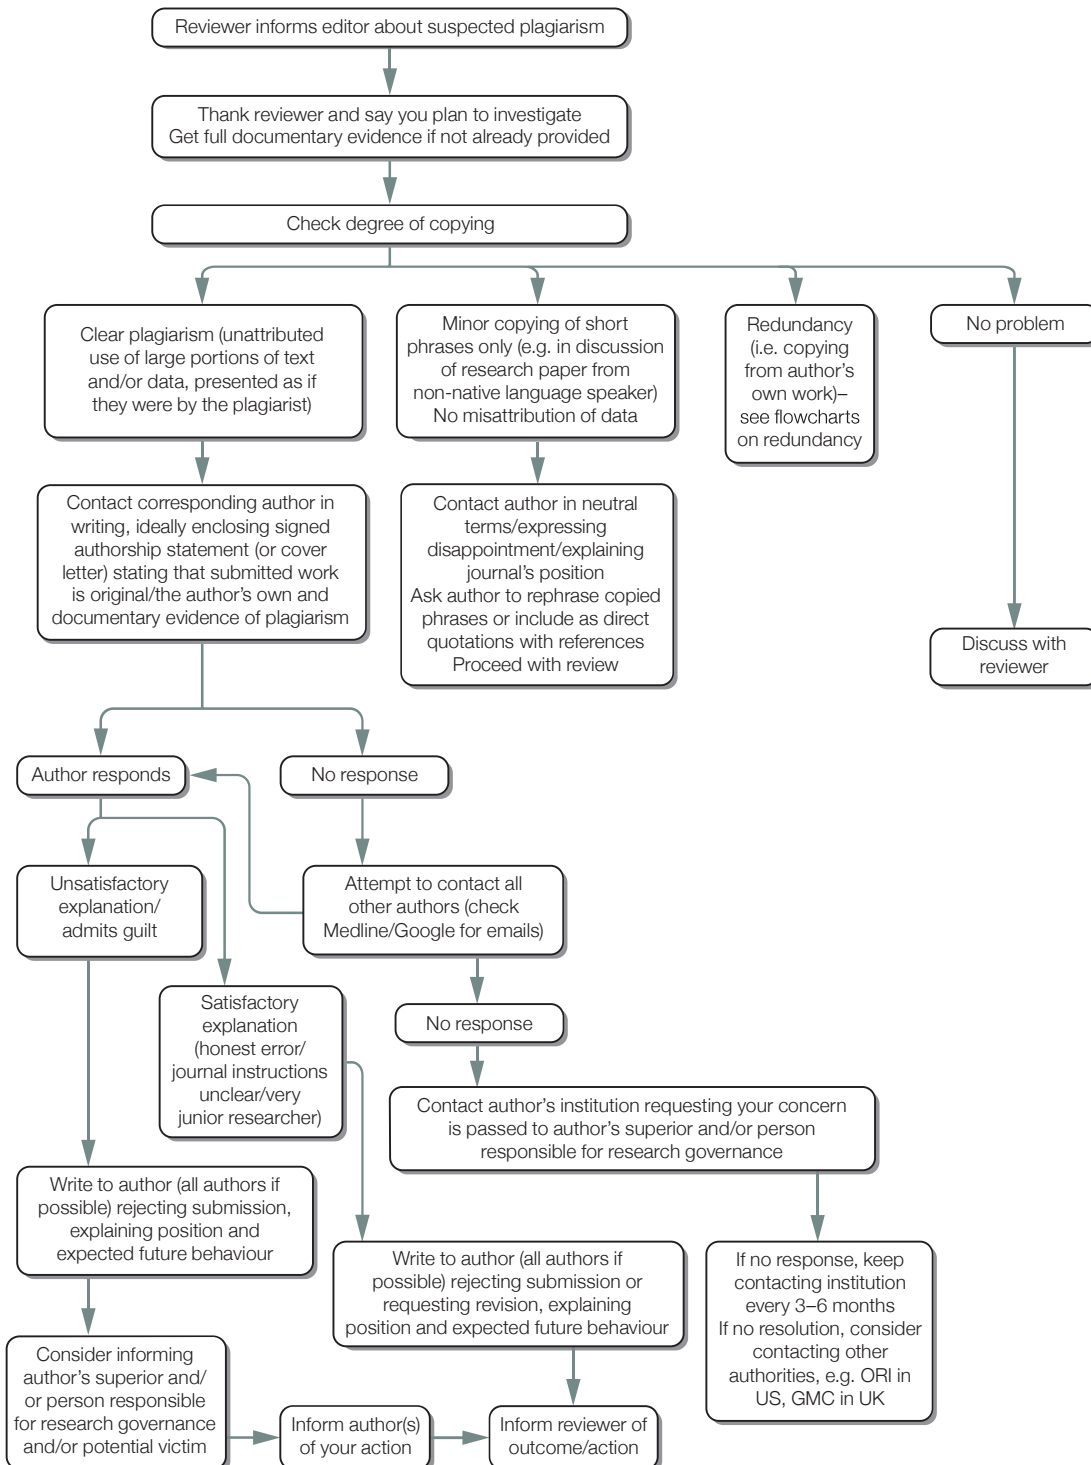 Reviewer informs editor about suspected plagiarism
Thank reviewer and say you plan to investigate
Get full documentary evidence if not already provided
Check degree of copying
Clear plagiarism (unattributed
use of large portions of text
and/or data, presented as if
they were by the plagiarist)
Minor copying of short
phrases only (e.g. in discussion
of research paper from
non-native language speaker)
No misattribution of data
Redundancy
(i.e. copying
from author's
own work)–
see flowcharts
on redundancy
No problem
Contact corresponding author in
writing, ideally enclosing signed
authorship statement (or cover
letter) stating that submitted work
is original/the author's own and
documentary evidence of plagiarism
Contact author in neutral
terms/expressing
disappointment/explaining
journal's position
Ask author to rephrase copied
phrases or include as direct
quotations with references
Proceed with review
Discuss with
reviewer
Author responds
No response
Unsatisfactory
explanation/
admits guilt
Attempt to contact all
other authors (check
Medline/Google for emails)
Satisfactory
explanation
(honest error/
journal instructions
unclear/very
junior researcher)
No response
Contact author's institution requesting your concern
is passed to author's superior and/or person
responsible for research governance
Write to author (all authors if
possible) rejecting submission,
explaining position and
expected future behaviour
Write to author (all authors if
possible) rejecting submission or
requesting revision, explaining
position and expected future behaviour
If no response, keep
contacting institution
every 3–6 months
If no resolution, consider
contacting other
authorities, e.g. ORI in
US, GMC in UK
Consider informing
author's superior and/
or person responsible
for research governance
and/or potential victim
Inform author(s)
of your action
Inform reviewer of
outcome/action